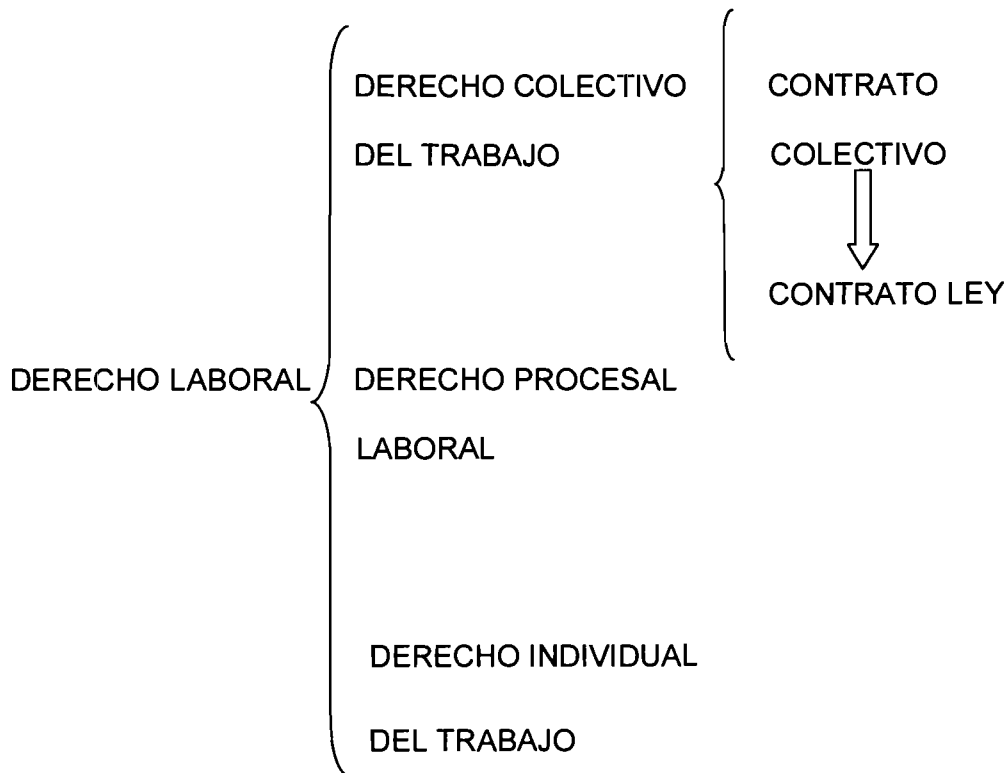 DERECHO LABORAL
DERECHO COLECTIVO
DEL TRABAJO
CONTRATO
COLECTIVO
CONTRATO LEY
DERECHO PROCESAL
LABORAL
DERECHO INDIVIDUAL
DEL TRABAJO